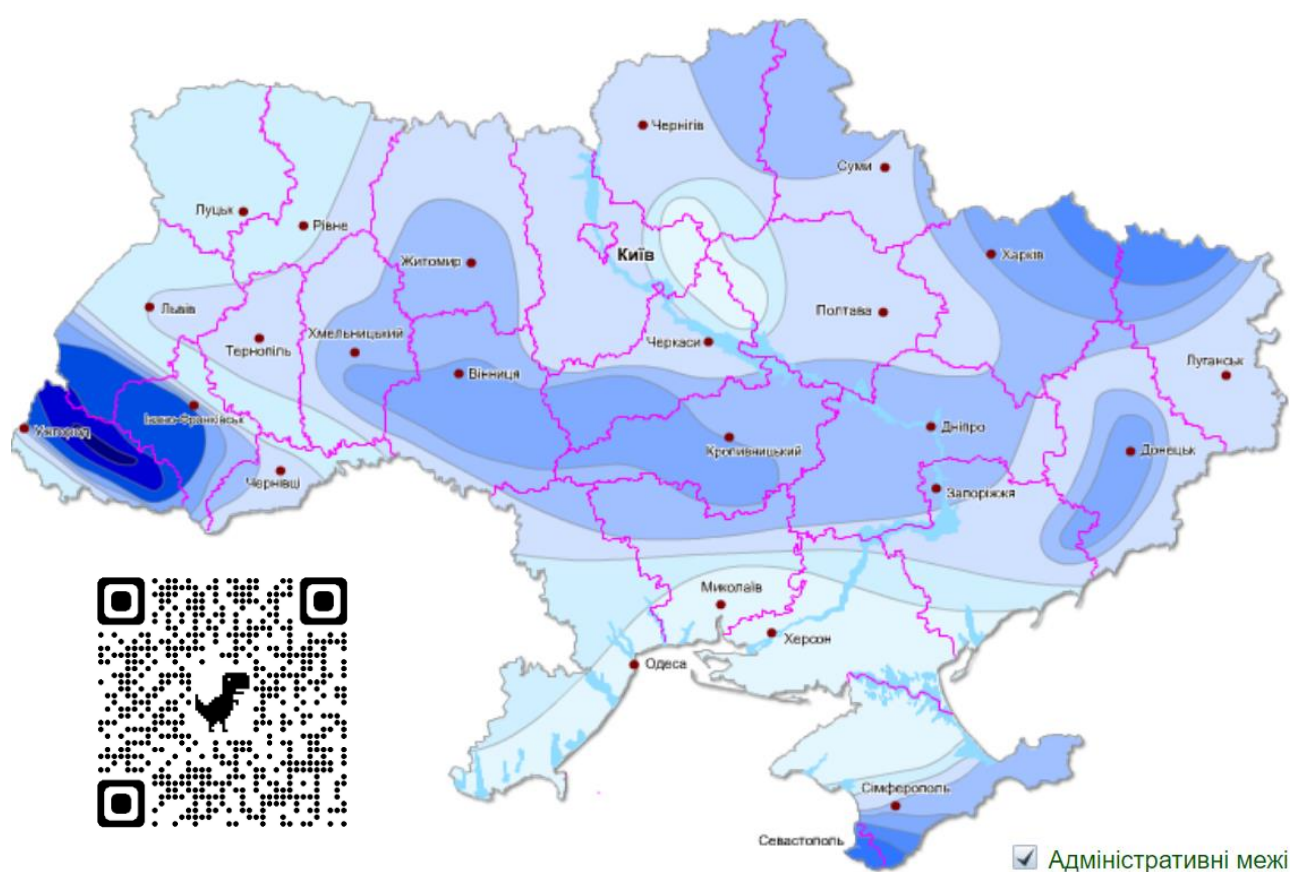 Чернігів
Суми
Луцьк
Рівне
Київ
Житомир
Харків
Львів
Полтава
Хмельницький
Тернопіль
Черкаси
Луганськ
Вінниця
Івано-Франківськ
Ужгород
Дніпро
Кропивницький
Донецьк
Чернівці
Запоріжжя
Миколаїв
Херсон
Одеса
Сімферополь
Севастополь
Адміністративні межі